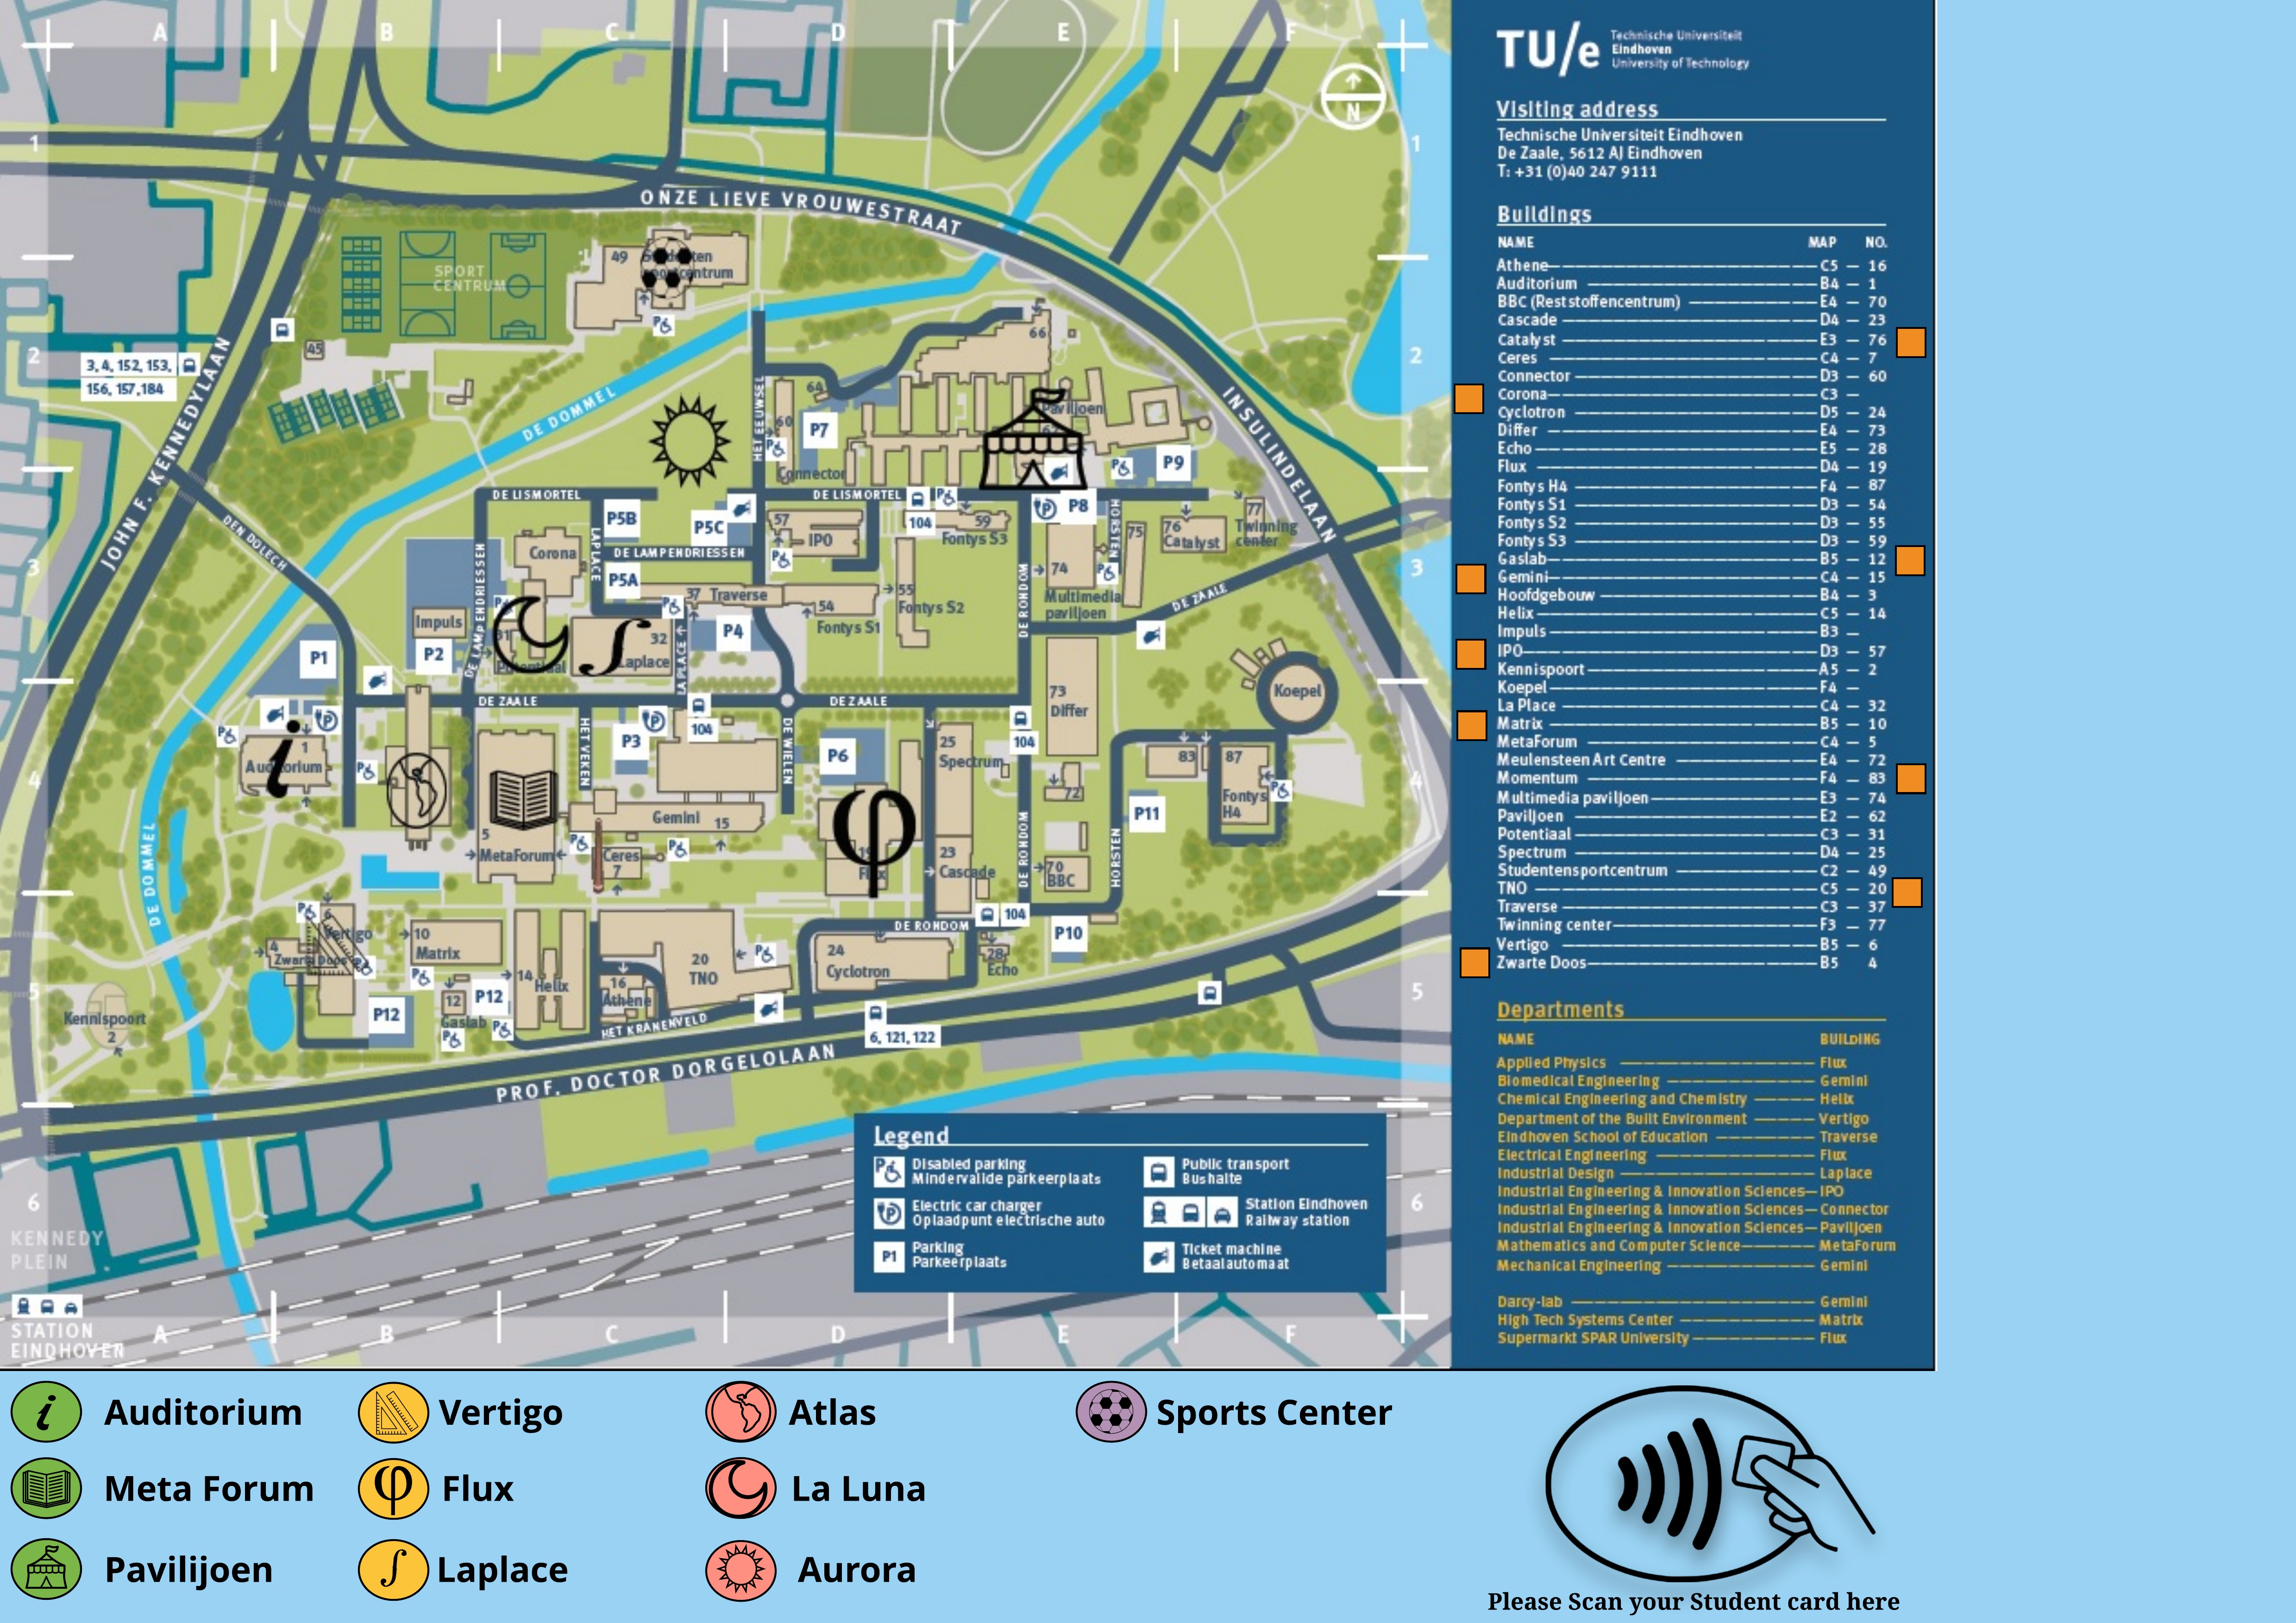 A B C D E F
1
ONZE LIEVE VROUWESTRAAT
N
1
49 Studenten
sportcentrum
SPORT
CENTRUM
45
2
3, 4, 152, 153,
156, 157,184
JOHN F. KENNEDYLAAN
DE DOMMEL
HET EEUWSEL
64
60
P7
Connector
66
Paviljoen
62
P9
INSULINDELAAN
2
DE LISMORTEL
DE LISMORTEL
P5B
P5C
104
P8
HORSTEN
DEN DOLECH
57
IPO
59
Fontys S3
75
76
Catalyst
77
Twinning
center
3
Corona
LAPLACE
DE LAMPENDRIESSEN
DE LAMPENDRIESSEN
P5A
37 Traverse
54
Fontys S1
55
Fontys S2
DE RONDOM
74
Multimedia
paviljoen
DE ZAALE
3
Impuls
P1
P2
31
Potentiaal
32
Laplace
LA PLACE
P4
DE ZAALE
DE ZAALE
104
73
Differ
Koepel
4
1
Auditorium
HET VEKEN
P3
DE WIELEN
P6
25
Spectrum
104
83
87
Fontys
H4
4
72
P11
5
MetaForum
Gemini 15
Ceres
7
19
Flux
23
Cascade
DE RONDOM
70
BBC
HORSTEN
DE DOMMEL
104
DE RONDOM
P10
6
Vertigo
4
Zwarte Doos
10
Matrix
14
Helix
20
TNO
24
Cyclotron
28
Echo
5
Kennispoort
2
P12
12
P12
Gaslab
16
Athene
HET KRANENVELD
6, 121, 122
5
PROF. DOCTOR DORGELOLAAN
6
KENNEDY
PLEIN
STATION
EINDHOVEN
Legend
Disabled parking
Mindervalide parkeerplaats
Electric car charger
Oplaadpunt electrische auto
P1 Parking
Parkeerplaats
Public transport
Bushalte
Station Eindhoven
Railway station
Ticket machine
Betaalautomaat
6
A B C D E F
TU/e Technische Universiteit
Eindhoven
University of Technology
Visiting address
Technische Universiteit Eindhoven
De Zaale, 5612 AJ Eindhoven
T: +31 (0)40 247 9111
Buildings
NAME MAP NO.
Athene C5 – 16
Auditorium B4 – 1
BBC (Reststoffencentrum) E4 – 70
Cascade D4 – 23
Catalyst E3 – 76
Ceres C4 – 7
Connector D3 – 60
Corona C3 –
Cyclotron D5 – 24
Differ E4 – 73
Echo E5 – 28
Flux D4 – 19
Fontys H4 F4 – 87
Fontys S1 D3 – 54
Fontys S2 D3 – 55
Fontys S3 D3 – 59
Gaslab B5 – 12
Gemini C4 – 15
Hoofdgebouw B4 – 3
Helix C5 – 14
Impuls B3 –
IPO D3 – 57
Kennispoort A5 – 2
Koepel F4 –
La Place C4 – 32
Matrix B5 – 10
MetaForum C4 – 5
Meulensteen Art Centre E4 – 72
Momentum F4 – 83
Multimedia paviljoen E3 – 74
Paviljoen E2 – 62
Potentiaal C3 – 31
Spectrum D4 – 25
Studentensportcentrum C2 – 49
TNO C5 – 20
Traverse C3 – 37
Twinning center F3 – 77
Vertigo B5 – 6
Zwarte Doos B5 4
Departments
NAME BUILDING
Applied Physics Flux
Biomedical Engineering Gemini
Chemical Engineering and Chemistry Helix
Department of the Built Environment Vertigo
Eindhoven School of Education Traverse
Electrical Engineering Flux
Industrial Design Laplace
Industrial Engineering & Innovation Sciences IPO
Industrial Engineering & Innovation Sciences Connector
Industrial Engineering & Innovation Sciences Paviljoen
Mathematics and Computer Science MetaForum
Mechanical Engineering Gemini
Darcy-lab Gemini
High Tech Systems Center Matrix
Supermarkt SPAR University Flux
i Auditorium
Vertigo
Atlas
Sports Center
Meta Forum
φ Flux
La Luna
Pavilijoen
∫ Laplace
Aurora
Please Scan your Student card here